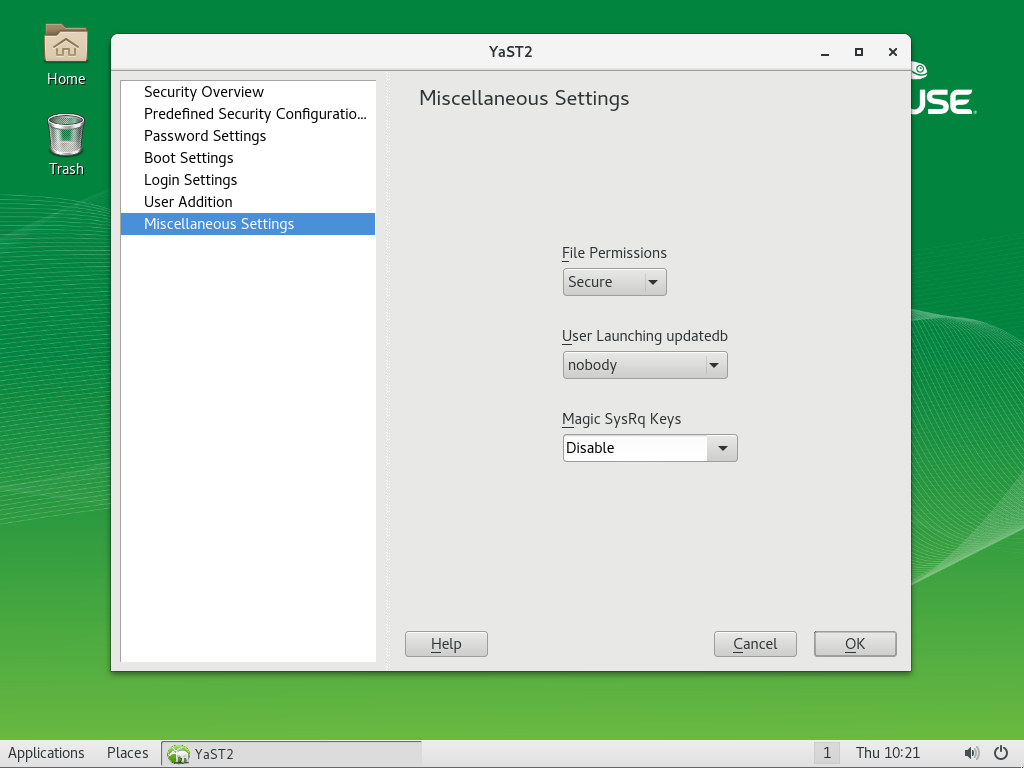 Home
Trash
YaST2
USE.
Security Overview
Predefined Security Configuratio...
Password Settings
Boot Settings
Login Settings
User Addition
Miscellaneous Settings
Miscellaneous Settings
File Permissions
Secure
User Launching updatedb
nobody
Magic SysRq Keys
Disable
Help
Cancel
OK
Applications
Places
YaST2
1
Thu 10:21